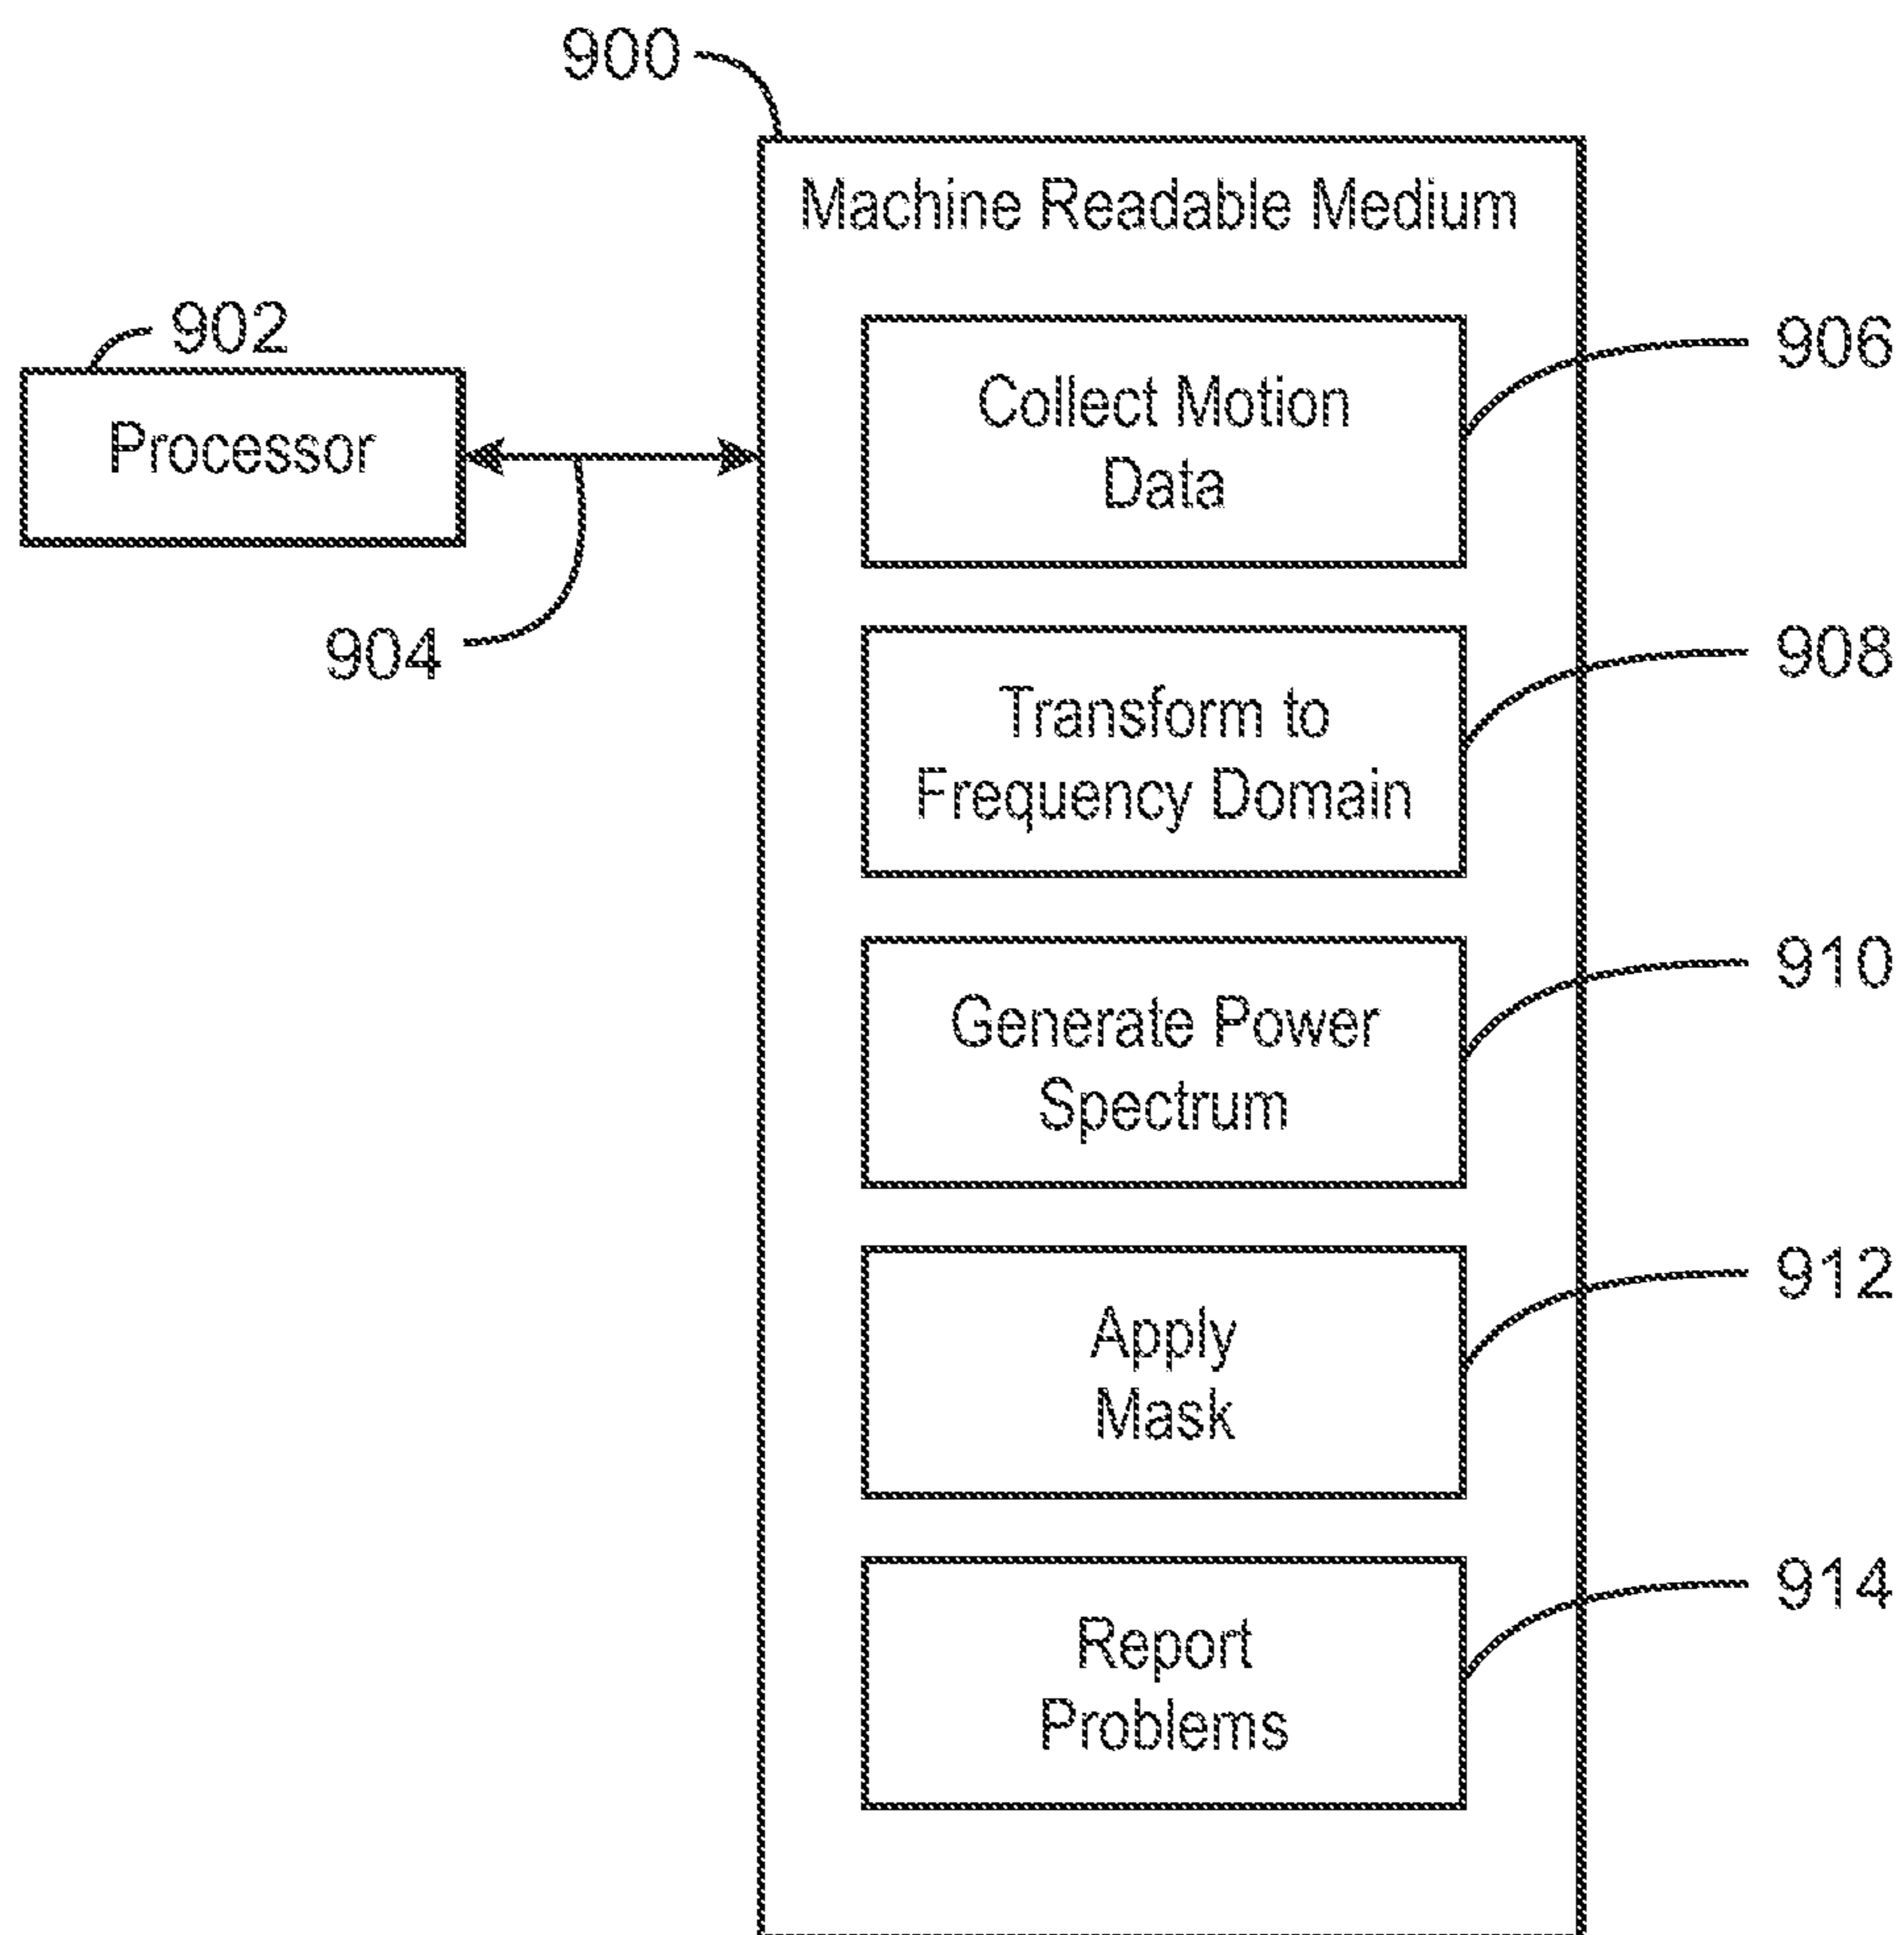 900
Machine Readable Medium
902
Processor
904
Collect Motion
Data
906
Transform to
Frequency Domain
908
Generate Power
Spectrum
910
Apply
Mask
912
Report
Problems
914